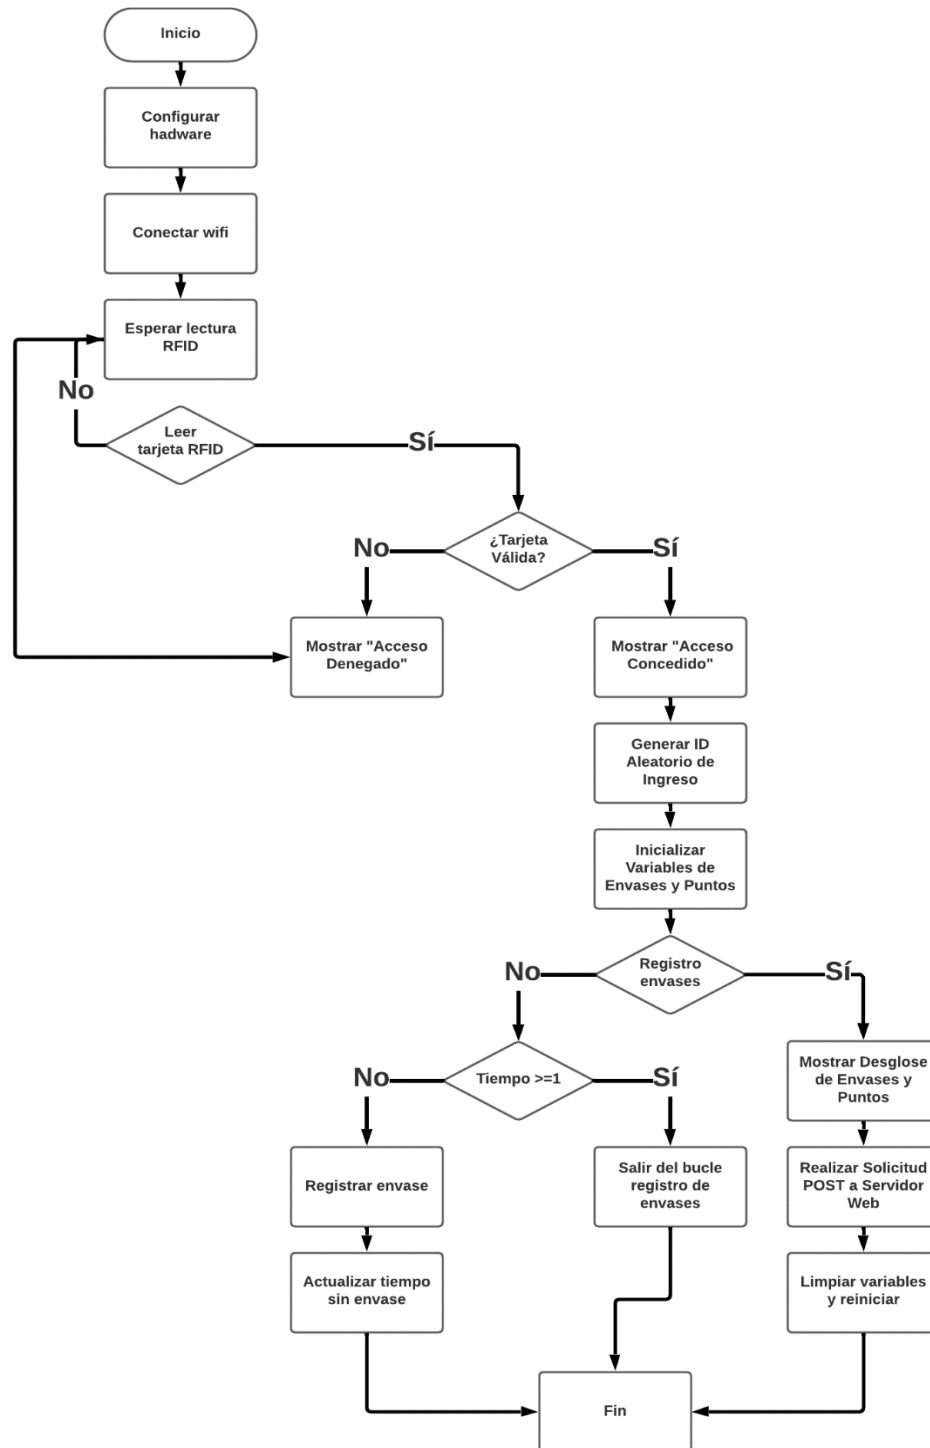 Inicio
Configurar
hadware
Conectar wifi
Esperar lectura
RFID
No
Leer
tarjeta RFID
Sí
¿Tarjeta
Válida?
No
Sí
Mostrar "Acceso
Denegado"
Mostrar "Acceso
Concedido"
Generar ID
Aleatorio de
Ingreso
Inicializar
Variables de
Envases y Puntos
Registro
envases
No
Sí
Tiempo >=1
No
Sí
Mostrar Desglose
de Envases y
Puntos
Registrar envase
Salir del bucle
registro de
envases
Realizar Solicitud
POST a Servidor
Web
Actualizar tiempo
sin envase
Limpiar variables
y reiniciar
Fin